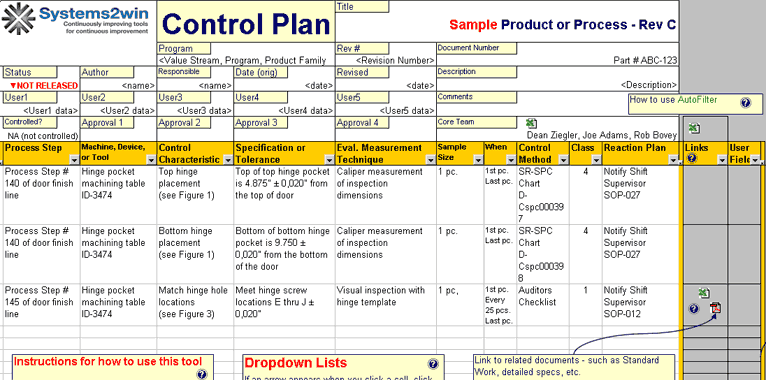 Systems2win
Continuously improving tools
for continuous improvement
Control Plan
Title
Sample Product or Process - Rev C
Program
<Value Stream, Program, Product Family
Rev #
<Revision Number>
Document Number
Part # ABC-123
Status
▼NOT RELEASED
Author
<name>
Responsible
<name>
Date (orig)
<date>
Revised
<date>
Description
<Description>
User1
<User1 data>
User2
<User2 data>
User3
<User3 data>
User4
<User4 data>
User5
<User5 data>
Comments
How to use AutoFilter
Controlled?
NA (not controlled)
Approval 1
Approval 2
Approval 3
Approval 4
Core Team
Dean Ziegler, Joe Adams, Rob Bovey
Process Step
Machine, Device,
or Tool
Control
Characteristic
Specification or
Tolerance
Eval. Measurement
Technique
Sample
Size
When
Control
Method
Class
Reaction Plan
Links
User
Field
Process Step #
140 of door finish
line
Hinge pocket
machining table
ID-3474
Top hinge
placement
(see Figure 1)
Top of top hinge pocket
is 4.875" ± 0,020" from
the top of door
Caliper measurement
of inspection
dimensions
1 pc.
1st pc.
Last pc.
SR-SPC
Chart
D-
Cspc00039
7
4
Notify Shift
Supervisor
SOP-027
Process Step #
140 of door finish
line
Hinge pocket
machining table
ID-3474
Bottom hinge
placement
(see Figure 1)
Bottom of bottom hinge
pocket is 9.750 ±
0,020" from the bottom
of the door
Caliper measurement
of inspection
dimensions
1 pc.
1st pc.
Last pc.
SR-SPC
Chart
D-
Cspc00039
8
4
Notify Shift
Supervisor
SOP-027
Process Step #
145 of door finish
line
Hinge pocket
machining table
ID-3474
Match hinge hole
locations
(see Figure 3)
Meet hinge screw
locations E thru J ±
0,020"
Visual inspection with
hinge template
1 pc,
1st pc.
Every
25 pcs.
Last pc.
Auditors
Checklist
1
Notify Shift
Supervisor
SOP-012
Instructions for how to use this tool
Dropdown Lists
If an arrow appears when you click a cell, click
Link to related documents - such as Standard
Work, detailed specs, etc.